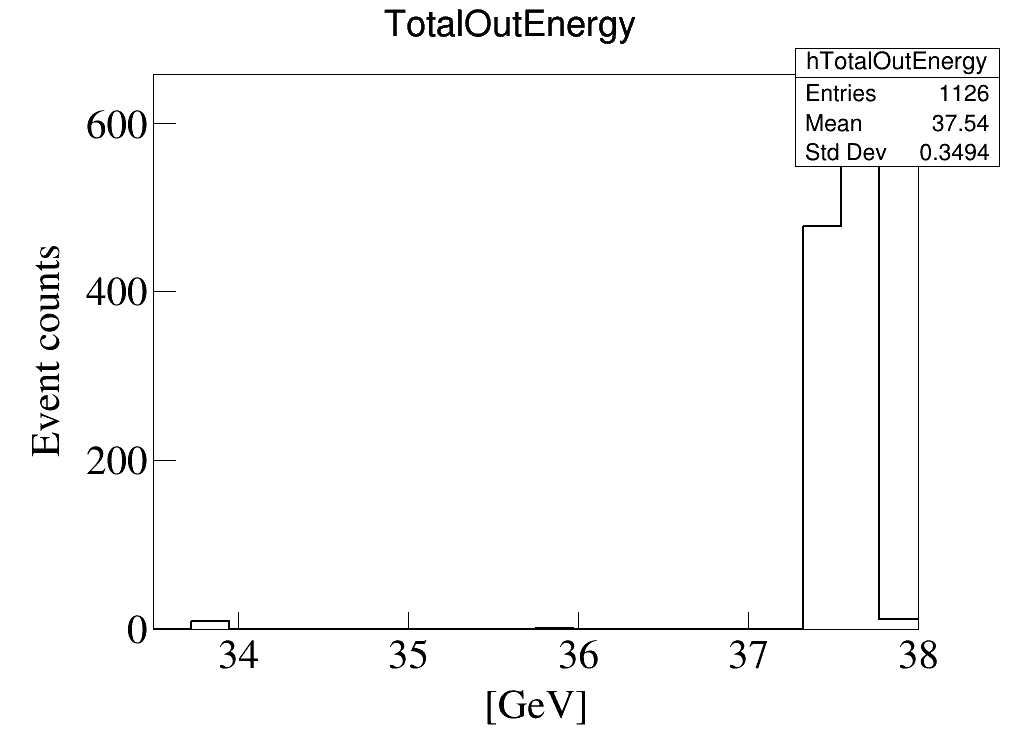 TotalOutEnergy
hTotalOutEnergy
Entries 1126
Mean 37.54
Std Dev 0.3494
600
400
200
0
Event counts
34 35 36 37 38
[GeV]